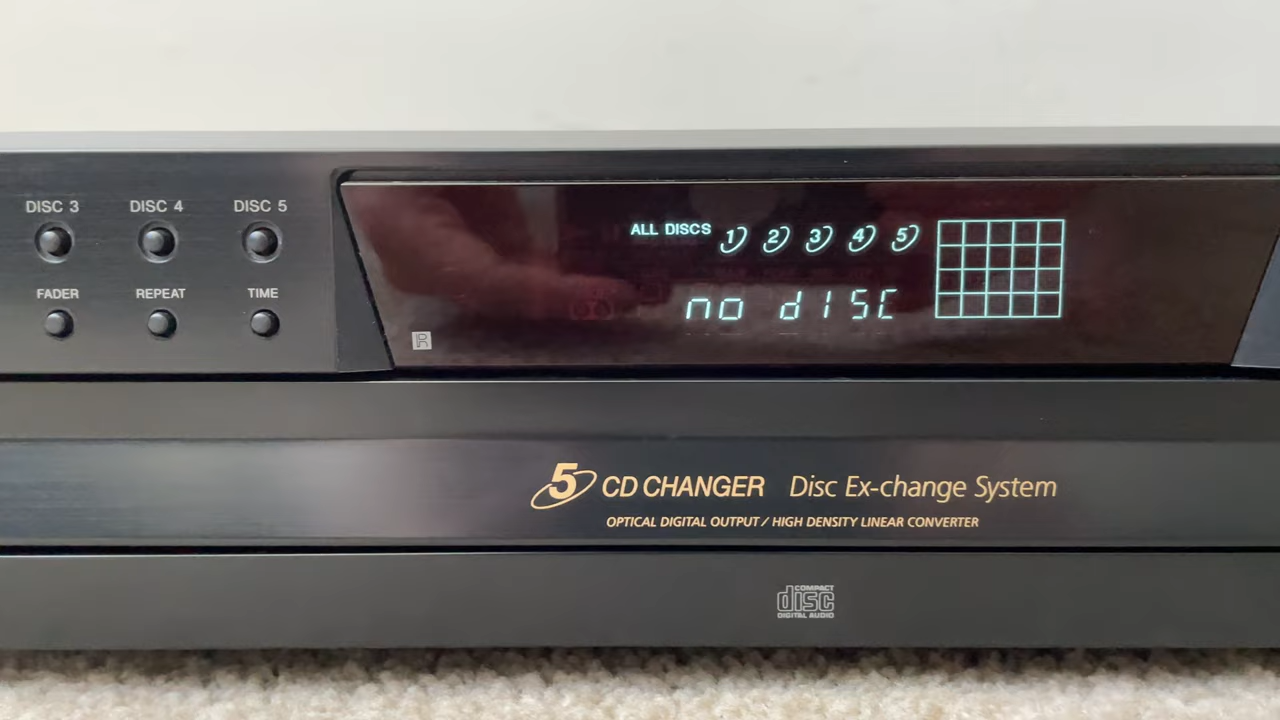 DISC 3 DISC 4 DISC 5
FADER REPEAT TIME
R
ALL DISCS 1 2 3 4 5
no dISC
5 CD CHANGER Disc Ex-change System
OPTICAL DIGITAL OUTPUT / HIGH DENSITY LINEAR CONVERTER
COMPACT
disc
DIGITAL AUDIO